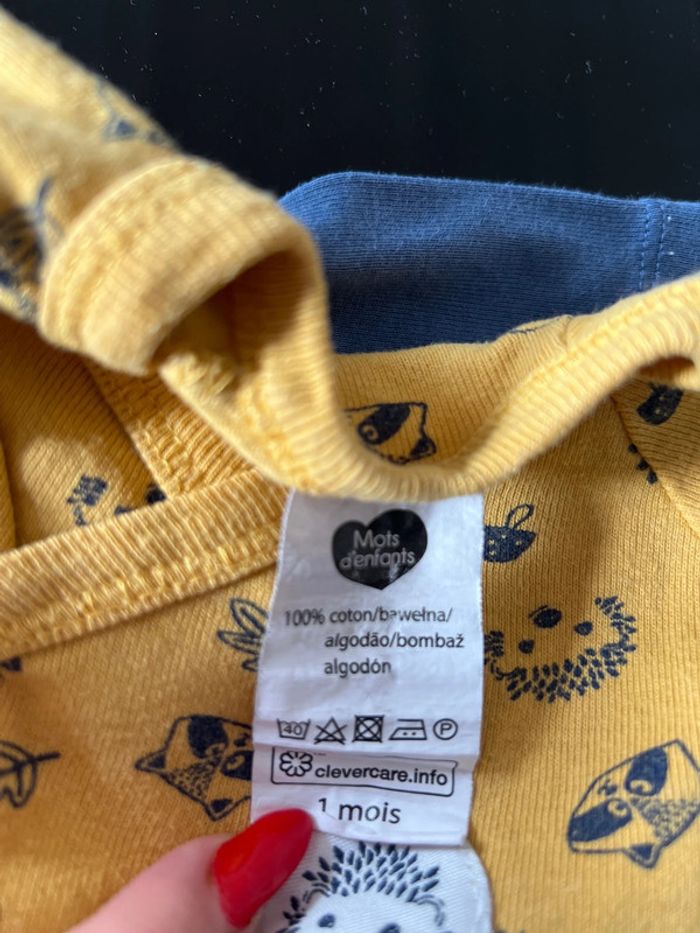 Mots
d'enfants
100% coton/bawełna/
algodão/bombaž
algodón
40
P
clevercare.info
1 mois